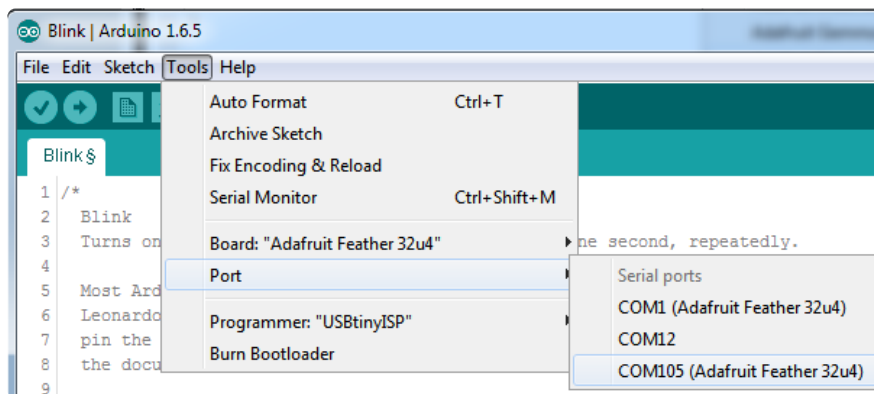 Blink | Arduino 1.6.5
File Edit Sketch Tools Help
Auto Format Ctrl+T
Archive Sketch
Fix Encoding & Reload
Serial Monitor Ctrl+Shift+M
Board: "Adafruit Feather 32u4"
Port
Programmer: "USBtinyISP"
Burn Bootloader
Serial ports
COM1 (Adafruit Feather 32u4)
COM12
COM105 (Adafruit Feather 32u4)
Blink§
1 /*
2 Blink
3 Turns on ne second, repeatedly.
4
5 Most Ard
6 Leonardo
7 pin the
8 the docu
9